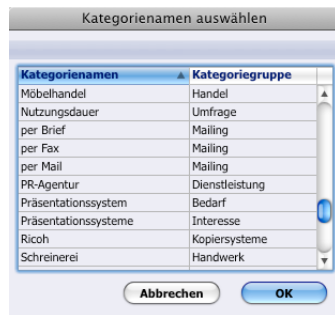 Kategorienamen auswählen
Kategorienamen Kategoriegruppe
Möbelhandel Handel
Nutzungsdauer Umfrage
per Brief Mailing
per Fax Mailing
per Mail Mailing
PR-Agentur Dienstleistung
Präsentationssystem Bedarf
Präsentationssysteme Interesse
Ricoh Kopiersysteme
Schreinerei Handwerk
Abbrechen OK